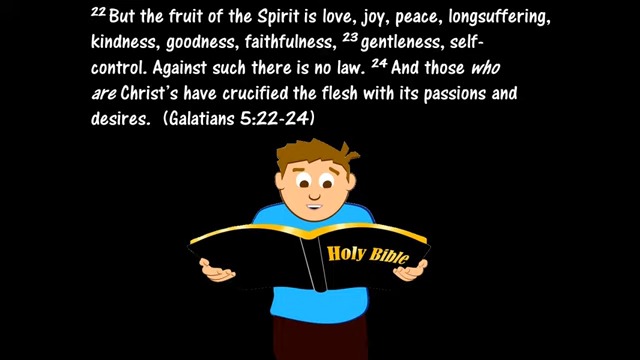 22 But the fruit of the Spirit is love, joy, peace, longsuffering,
kindness, goodness, faithfulness, 23 gentleness, self-
control. Against such there is no law. 24 And those who
are Christ's have crucified the flesh with its passions and
desires. (Galatians 5:22-24)
Holy Bible